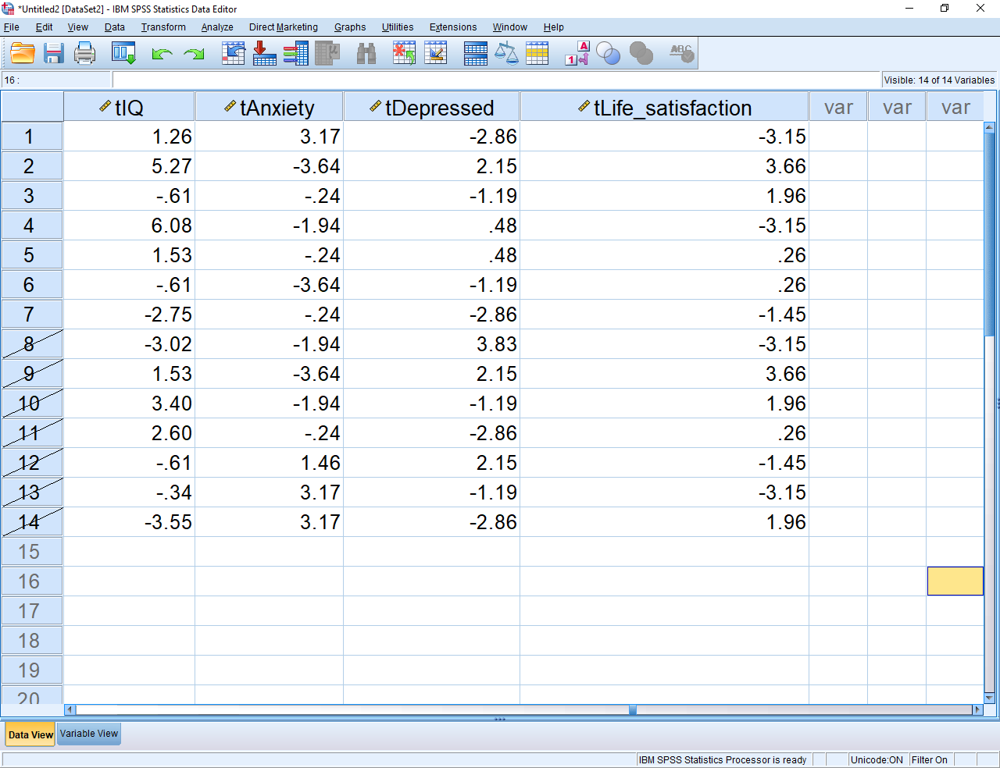 *Untitled2 [DataSet2] - IBM SPSS Statistics Data Editor
File Edit View Data Transform Analyze Direct Marketing Graphs Utilities Extensions Window Help
A 1 μ ABC
16 : Visible: 14 of 14 Variables
tIQ tAnxiety tDepressed tLife_satisfaction var var var
1 1.26 3.17 -2.86 -3.15
2 5.27 -3.64 2.15 3.66
3 -.61 -.24 -1.19 1.96
4 6.08 -1.94 .48 -3.15
5 1.53 -.24 .48 .26
6 -.61 -3.64 -1.19 .26
7 -2.75 -.24 -2.86 -1.45
8 -3.02 -1.94 3.83 -3.15
9 1.53 -3.64 2.15 3.66
10 3.40 -1.94 -1.19 1.96
11 2.60 -.24 -2.86 .26
12 -.61 1.46 2.15 -1.45
13 -.34 3.17 -1.19 -3.15
14 -3.55 3.17 -2.86 1.96
15
16
17
18
19
20
Data View Variable View
IBM SPSS Statistics Processor is ready Unicode:ON Filter On